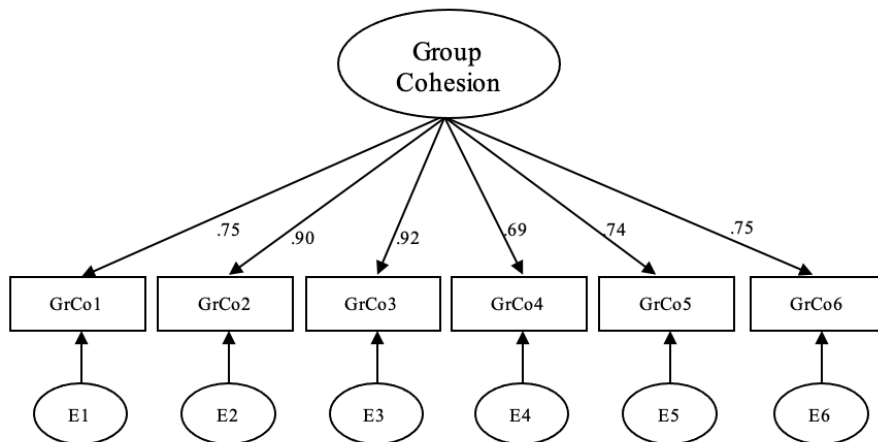 Group
Cohesion
.75
.90
.92
.69
.74
.75
GrCo1
GrCo2
GrCo3
GrCo4
GrCo5
GrCo6
E1
E2
E3
E4
E5
E6